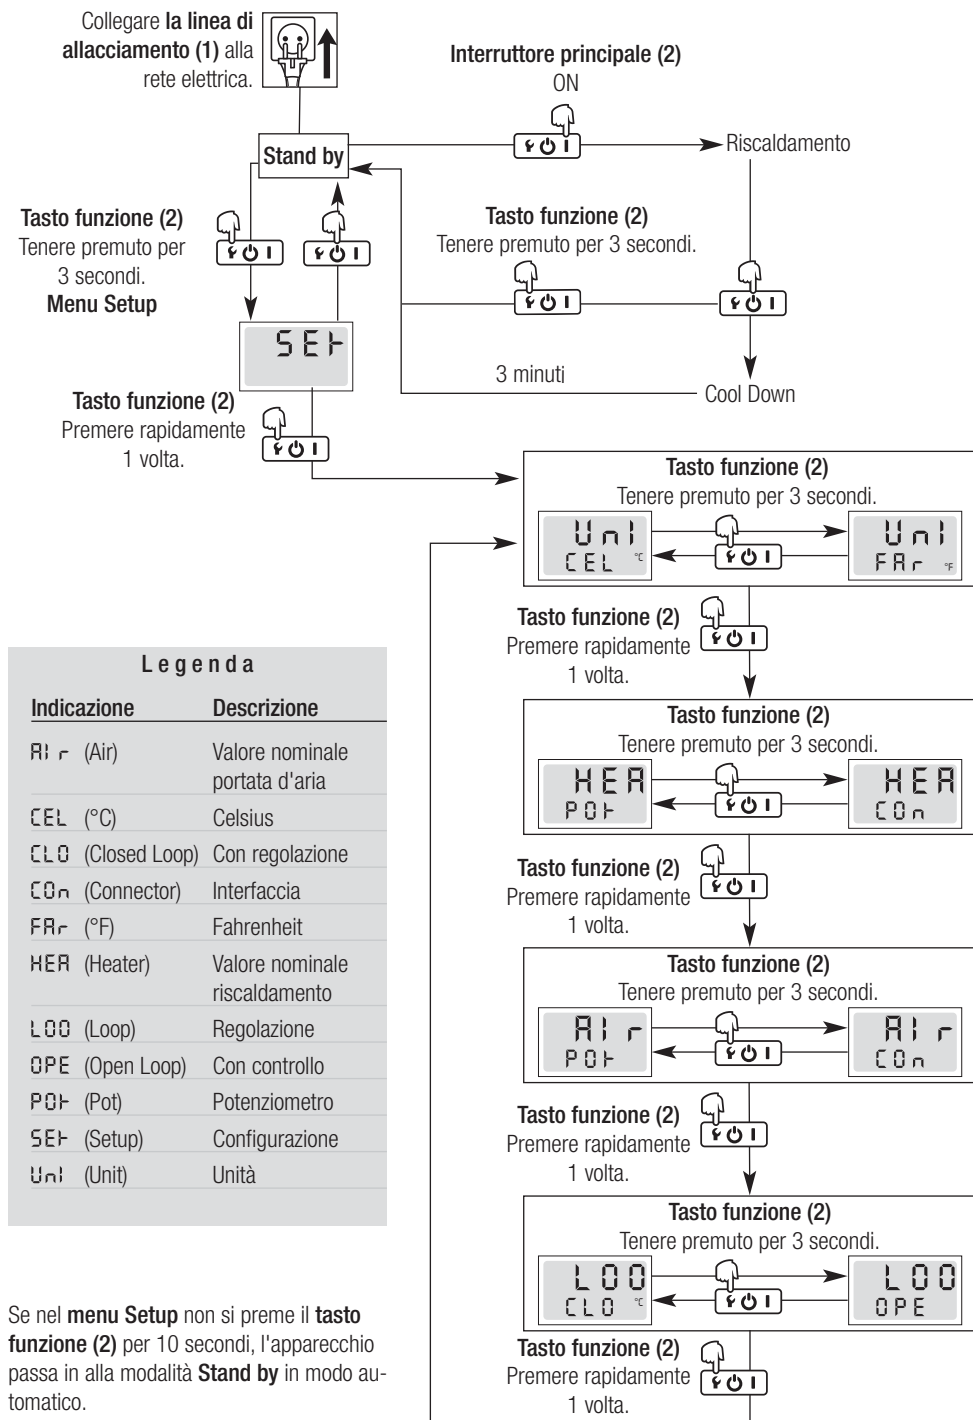 Collegare la linea di
allacciamento (1) alla
rete elettrica.
Interruttore principale (2)
ON
Stand by
Riscaldamento
Tasto funzione (2)
Tenere premuto per
3 secondi.
Menu Setup
Tasto funzione (2)
Tenere premuto per 3 secondi.
SEt
3 minuti
Cool Down
Tasto funzione (2)
Premere rapidamente
1 volta.
Tasto funzione (2)
Tenere premuto per 3 secondi.
UnI
CEL °C
UnI
FAr °F
Tasto funzione (2)
Premere rapidamente
1 volta.
Tasto funzione (2)
Tenere premuto per 3 secondi.
HEA
POt
HEA
COn
Tasto funzione (2)
Premere rapidamente
1 volta.
Tasto funzione (2)
Tenere premuto per 3 secondi.
AIr
POt
AIr
COn
Tasto funzione (2)
Premere rapidamente
1 volta.
Tasto funzione (2)
Tenere premuto per 3 secondi.
LOO
CLO °C
LOO
OPE
Tasto funzione (2)
Premere rapidamente
1 volta.
Legenda
Indicazione Descrizione
AIr (Air) Valore nominale
portata d'aria
CEL (°C) Celsius
CLO (Closed Loop) Con regolazione
COn (Connector) Interfaccia
FAr (°F) Fahrenheit
HEA (Heater) Valore nominale
riscaldamento
LOO (Loop) Regolazione
OPE (Open Loop) Con controllo
POt (Pot) Potenziometro
SEt (Setup) Configurazione
UnI (Unit) Unità
Se nel menu Setup non si preme il tasto
funzione (2) per 10 secondi, l'apparecchio
passa in alla modalità Stand by in modo au-
tomatico.